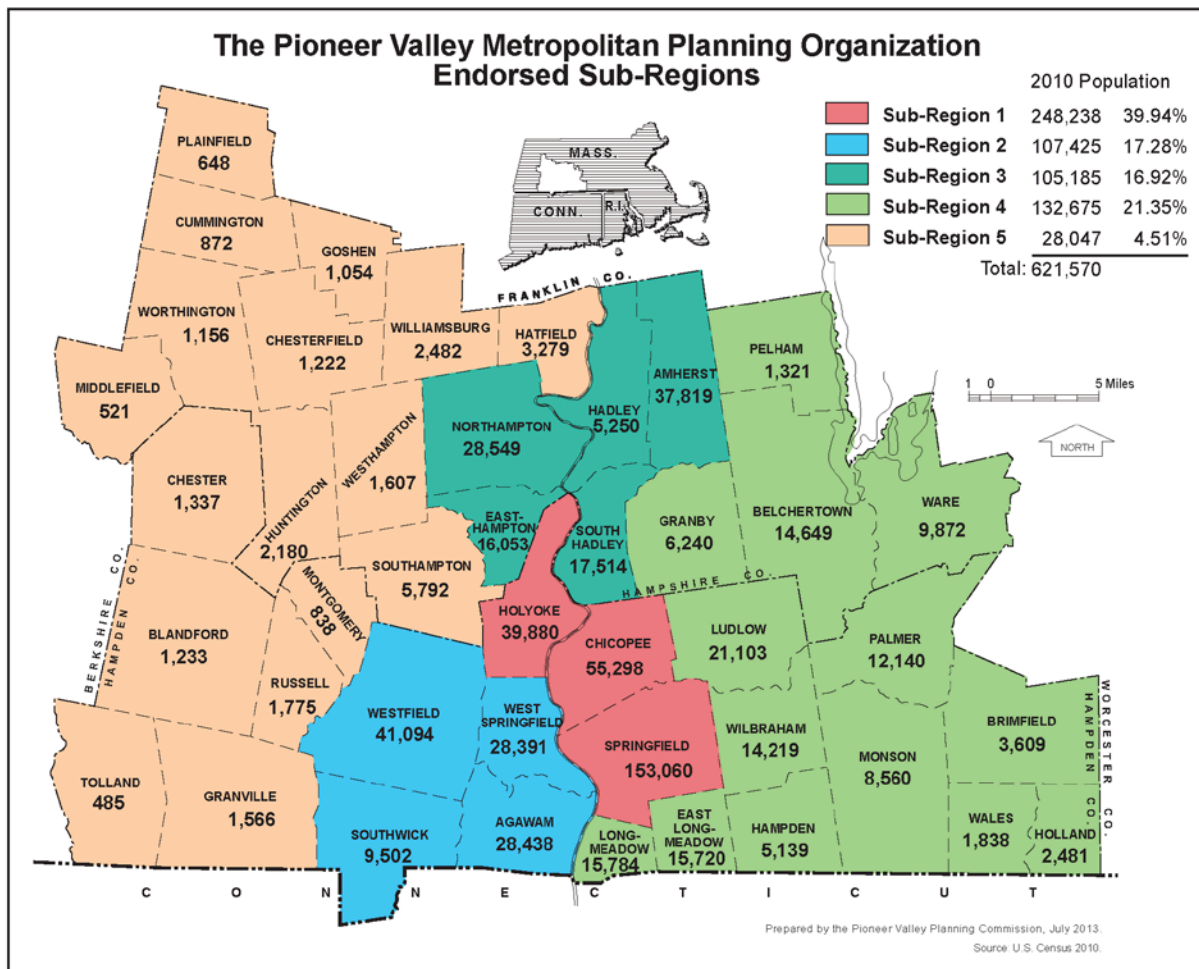 The Pioneer Valley Metropolitan Planning Organization
Endorsed Sub-Regions
2010 Population
Sub-Region 1 248,238 39.94%
Sub-Region 2 107,425 17.28%
Sub-Region 3 105,185 16.92%
Sub-Region 4 132,675 21.35%
Sub-Region 5 28,047 4.51%
Total: 621,570
MASS.
CONN.
R.I.
PLAINFIELD
648
CUMMINGTON
872
GOSHEN
1,054
FRANKLIN CO.
WORTHINGTON
1,156
CHESTERFIELD
1,222
WILLIAMSBURG
2,482
HATFIELD
3,279
MIDDLEFIELD
521
AMHERST
37,819
PELHAM
1,321
1 0 5 Miles
NORTH
HADLEY
5,250
NORTHAMPTON
28,549
WESTHAMPTON
1,607
CHESTER
1,337
HUNTINGTON
2,180
EAST-
HAMPTON
16,053
SOUTH
HADLEY
17,514
GRANBY
6,240
BELCHERTOWN
14,649
WARE
9,872
SOUTHAMPTON
5,792
HAMPSHIRE CO.
MONTGOMERY
838
BERKSHIRE CO.
HAMPDEN CO.
BLANDFORD
1,233
HOLYOKE
39,880
CHICOPEE
55,298
LUDLOW
21,103
PALMER
12,140
RUSSELL
1,775
WESTFIELD
41,094
WEST
SPRINGFIELD
28,391
SPRINGFIELD
153,060
WILBRAHAM
14,219
MONSON
8,560
BRIMFIELD
3,609
HAMPDEN CO.
WORCESTER CO.
TOLLAND
485
GRANVILLE
1,566
SOUTHWICK
9,502
AGAWAM
28,438
LONG-
MEADOW
15,784
EAST
LONG-
MEADOW
15,720
HAMPDEN
5,139
WALES
1,838
HOLLAND
2,481
CONNECTICUT
Prepared by the Pioneer Valley Planning Commission, July 2013.
Source: U.S. Census 2010.